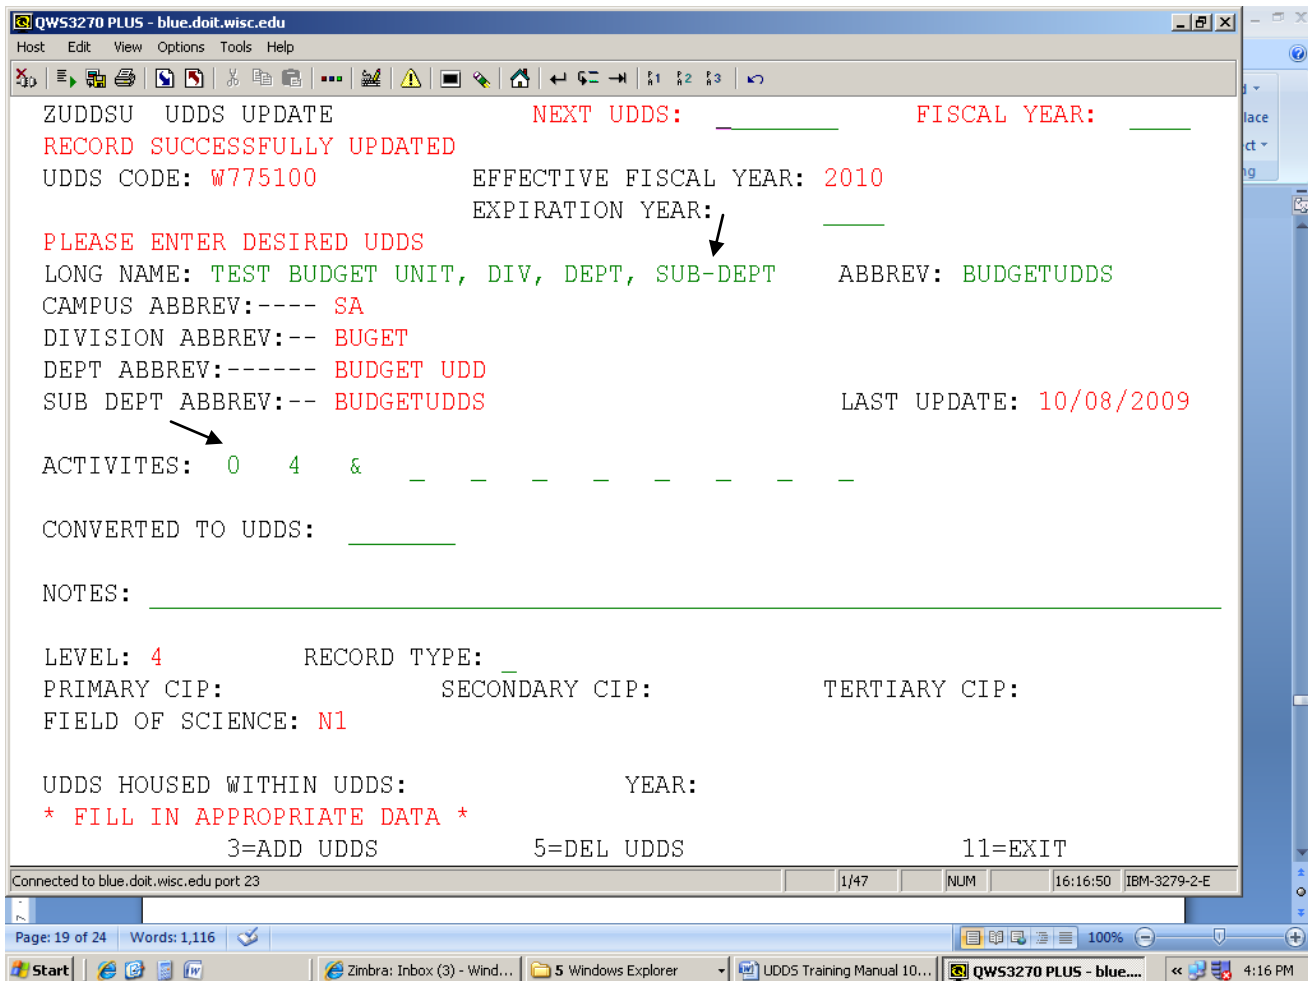 QWS3270 PLUS - blue.doit.wisc.edu
Host Edit View Options Tools Help
ZUDDSU UDDS UPDATE NEXT UDDS: _ FISCAL YEAR:
RECORD SUCCESSFULLY UPDATED
UDDS CODE: W775100 EFFECTIVE FISCAL YEAR: 2010
EXPIRATION YEAR:
PLEASE ENTER DESIRED UDDS
LONG NAME: TEST BUDGET UNIT, DIV, DEPT, SUB-DEPT ABBREV: BUDGETUDDS
CAMPUS ABBREV:---- SA
DIVISION ABBREV:-- BUGET
DEPT ABBREV:------ BUDGET UDD
SUB DEPT ABBREV:-- BUDGETUDDS LAST UPDATE: 10/08/2009
ACTIVITES: 0 4 & _ _ _ _ _ _ _ _
CONVERTED TO UDDS:
NOTES:
LEVEL: 4 RECORD TYPE: _
PRIMARY CIP: SECONDARY CIP: TERTIARY CIP:
FIELD OF SCIENCE: N1
UDDS HOUSED WITHIN UDDS: YEAR:
* FILL IN APPROPRIATE DATA *
3=ADD UDDS 5=DEL UDDS 11=EXIT
Connected to blue.doit.wisc.edu port 23 1/47 NUM 16:16:50 IBM-3279-2-E
Page: 19 of 24 Words: 1,116 100%
Start Zimbra: Inbox (3) - Wind... 5 Windows Explorer UDDS Training Manual 10... QWS3270 PLUS - blue.... « 4:16 PM